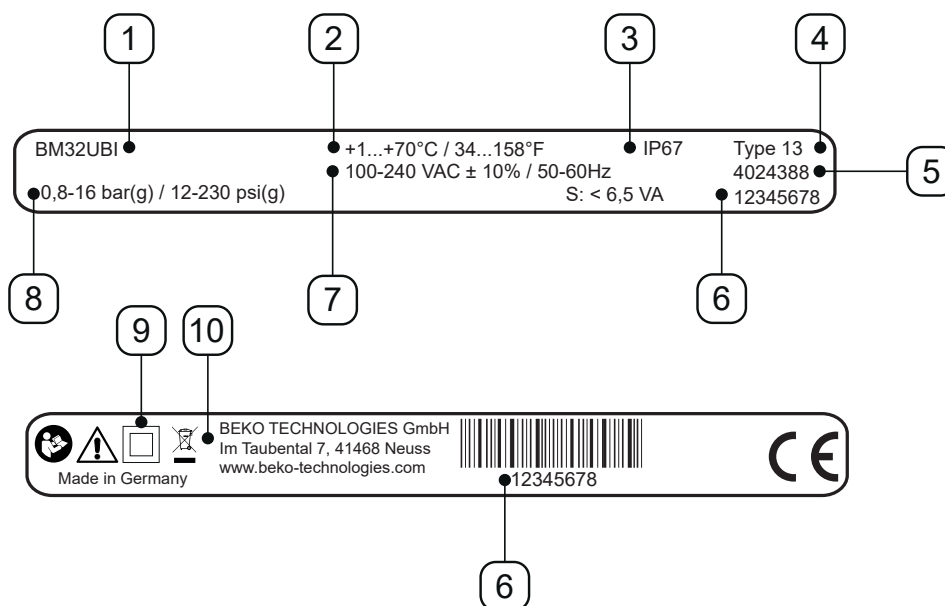 1 2 3 4
BM32UBI +1...+70°C / 34...158°F IP67 Type 13
100-240 VAC ± 10% / 50-60Hz 4024388
5
0,8-16 bar(g) / 12-230 psi(g) S: < 6,5 VA 12345678
8 7 6
9 10
BEKO TECHNOLOGIES GmbH
Im Taubental 7, 41468 Neuss
www.beko-technologies.com
Made in Germany
12345678
CE
6